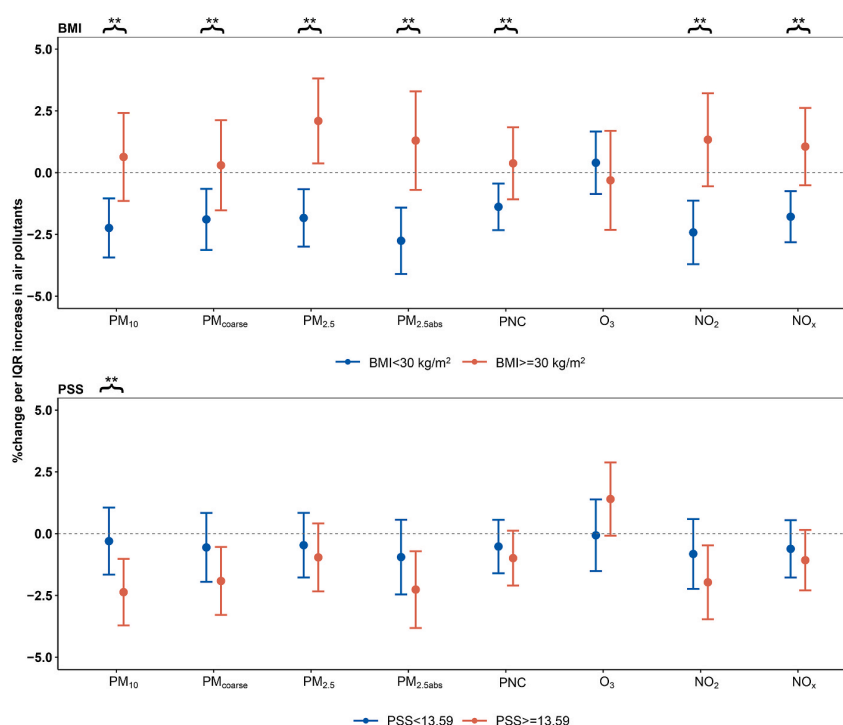 %change per IQR increase in air pollutants
BMI
** ** ** ** ** ** **
5.0
2.5
0.0
−2.5
−5.0
PM₁₀ PMcoarse PM₂.₅ PM₂.₅abs PNC O₃ NO₂ NOₓ
BMI<30 kg/m² BMI>=30 kg/m²
PSS
**
5.0
2.5
0.0
−2.5
−5.0
PM₁₀ PMcoarse PM₂.₅ PM₂.₅abs PNC O₃ NO₂ NOₓ
PSS<13.59 PSS>=13.59